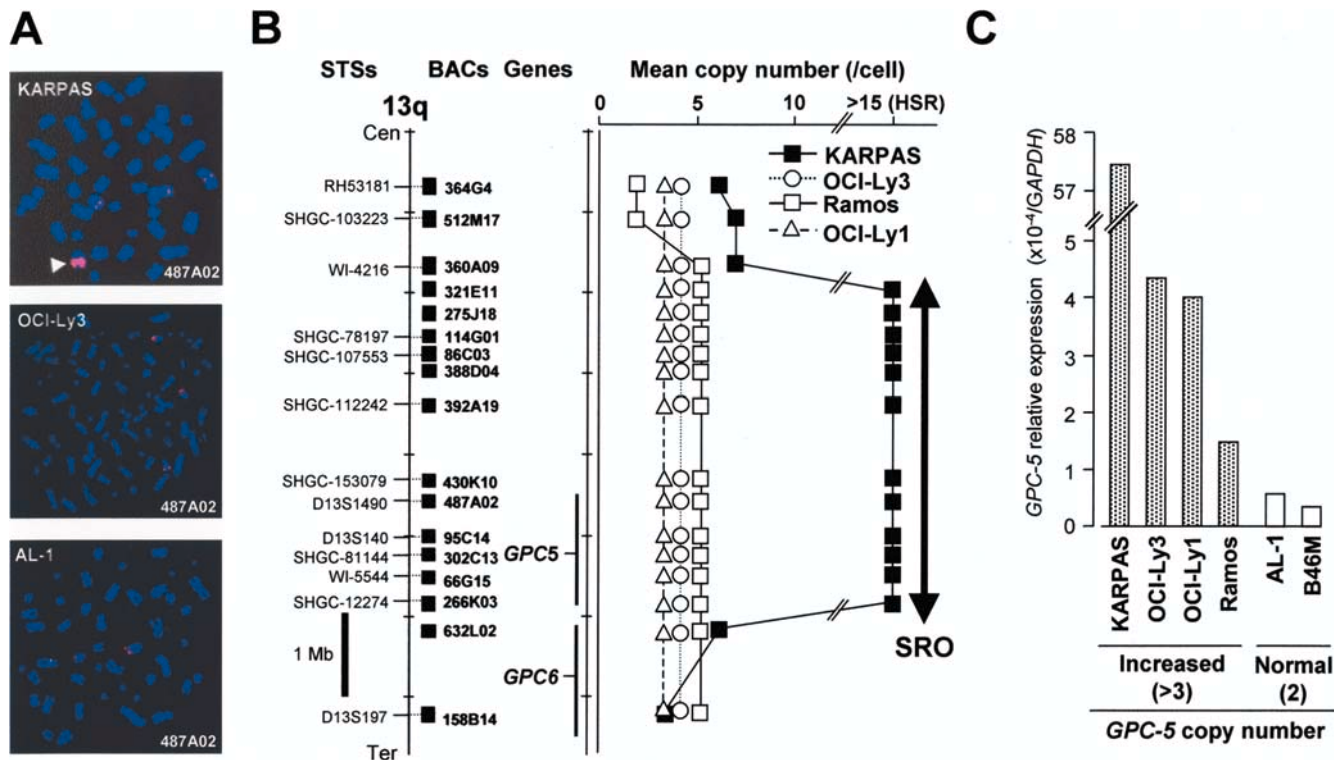 A
KARPAS
487A02
OCI-Ly3
487A02
AL-1
487A02
B
STSs BACs Genes Mean copy number (/cell)
13q
0 5 10 >15 (HSR)
Cen
KARPAS
OCI-Ly3
Ramos
OCI-Ly1
RH53181 364G4
SHGC-103223 512M17
WI-4216 360A09
321E11
275J18
SHGC-78197 114G01
SHGC-107553 86C03
388D04
SHGC-112242 392A19
SHGC-153079 430K10
D13S1490 487A02
D13S140 95C14
SHGC-81144 302C13 GPC5
WI-5544 66G15
SHGC-12274 266K03
632L02
1 Mb
SRO
GPC6
D13S197 158B14
Ter
C
GPC-5 relative expression (x10⁻⁴/GAPDH)
58
57
5
4
3
2
1
0
KARPAS
OCI-Ly3
OCI-Ly1
Ramos
AL-1
B46M
Increased Normal
(>3) (2)
GPC-5 copy number